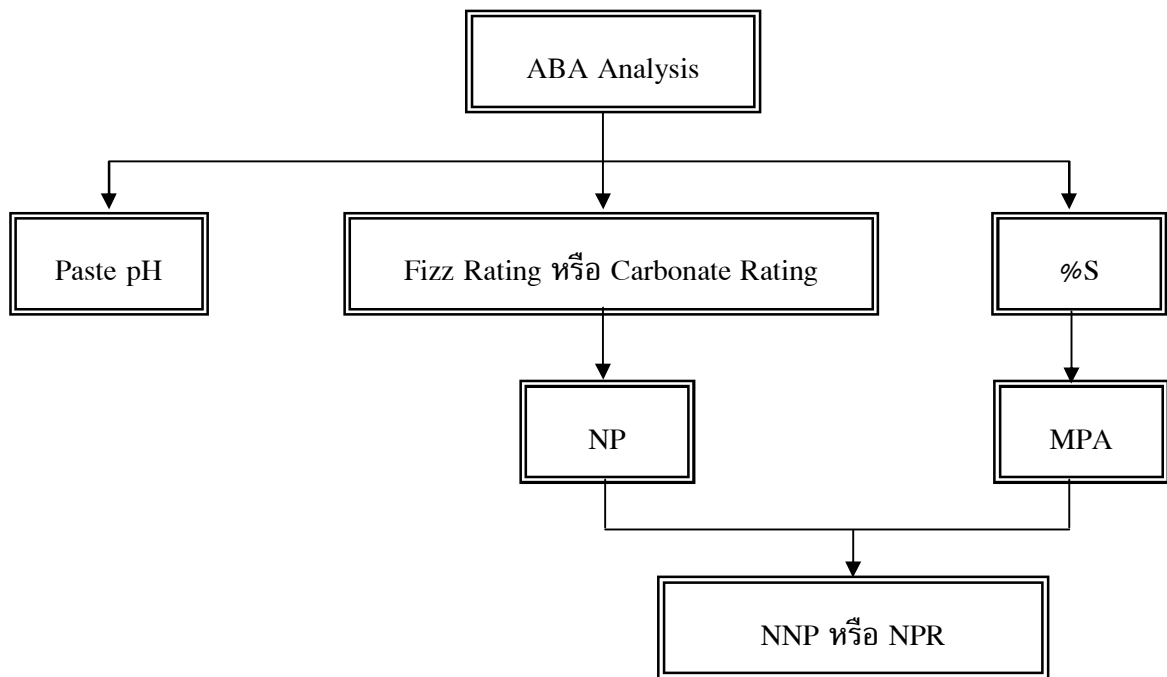 ABA Analysis
Paste pH
Fizz Rating หรือ Carbonate Rating
%S
NP
MPA
NNP หรือ NPR